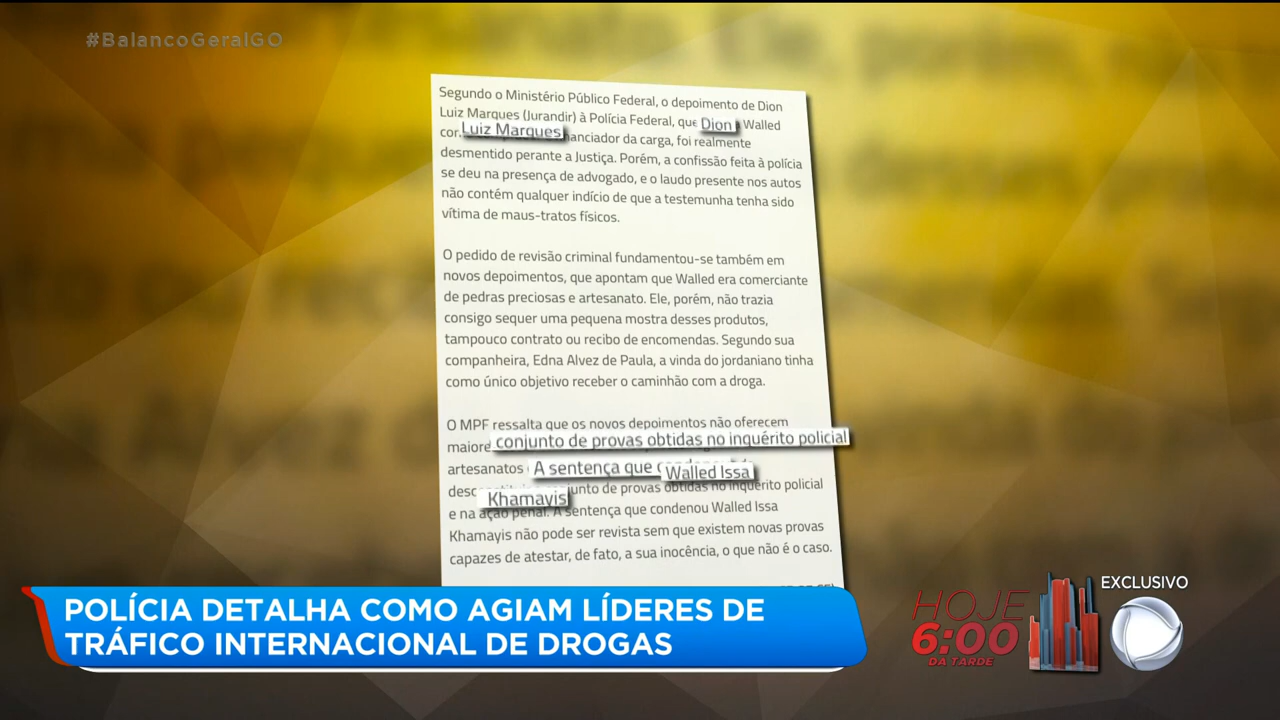 #BalancoGeralGO
Segundo o Ministério Público Federal, o depoimento de Dion
Luiz Marques (Jurandir) à Polícia Federal, que Dion Walled
Luiz Marques
financiador da carga, foi realmente
desmentido perante a Justiça. Porém, a confissão feita à polícia
se deu na presença de advogado, e o laudo presente nos autos
não contém qualquer indício de que a testemunha tenha sido
vítima de maus-tratos físicos.
O pedido de revisão criminal fundamentou-se também em
novos depoimentos, que apontam que Walled era comerciante
de pedras preciosas e artesanato. Ele, porém, não trazia
consigo sequer uma pequena mostra desses produtos,
tampouco contrato ou recibo de encomendas. Segundo sua
companheira, Edna Alvez de Paula, a vinda do jordaniano tinha
como único objetivo receber o caminhão com a droga.
O MPF ressalta que os novos depoimentos não oferecem
conjunto de provas obtidas no inquérito policial
artesanatos A sentença que Walled Issa
Khamayis conjunto de provas obtidas no inquérito policial
e na ação penal. A sentença que condenou Walled Issa
Khamayis não pode ser revista sem que existem novas provas
capazes de atestar, de fato, a sua inocência, o que não é o caso.
POLÍCIA DETALHA COMO AGIAM LÍDERES DE
TRÁFICO INTERNACIONAL DE DROGAS
HOJE
6:00
DA TARDE
EXCLUSIVO